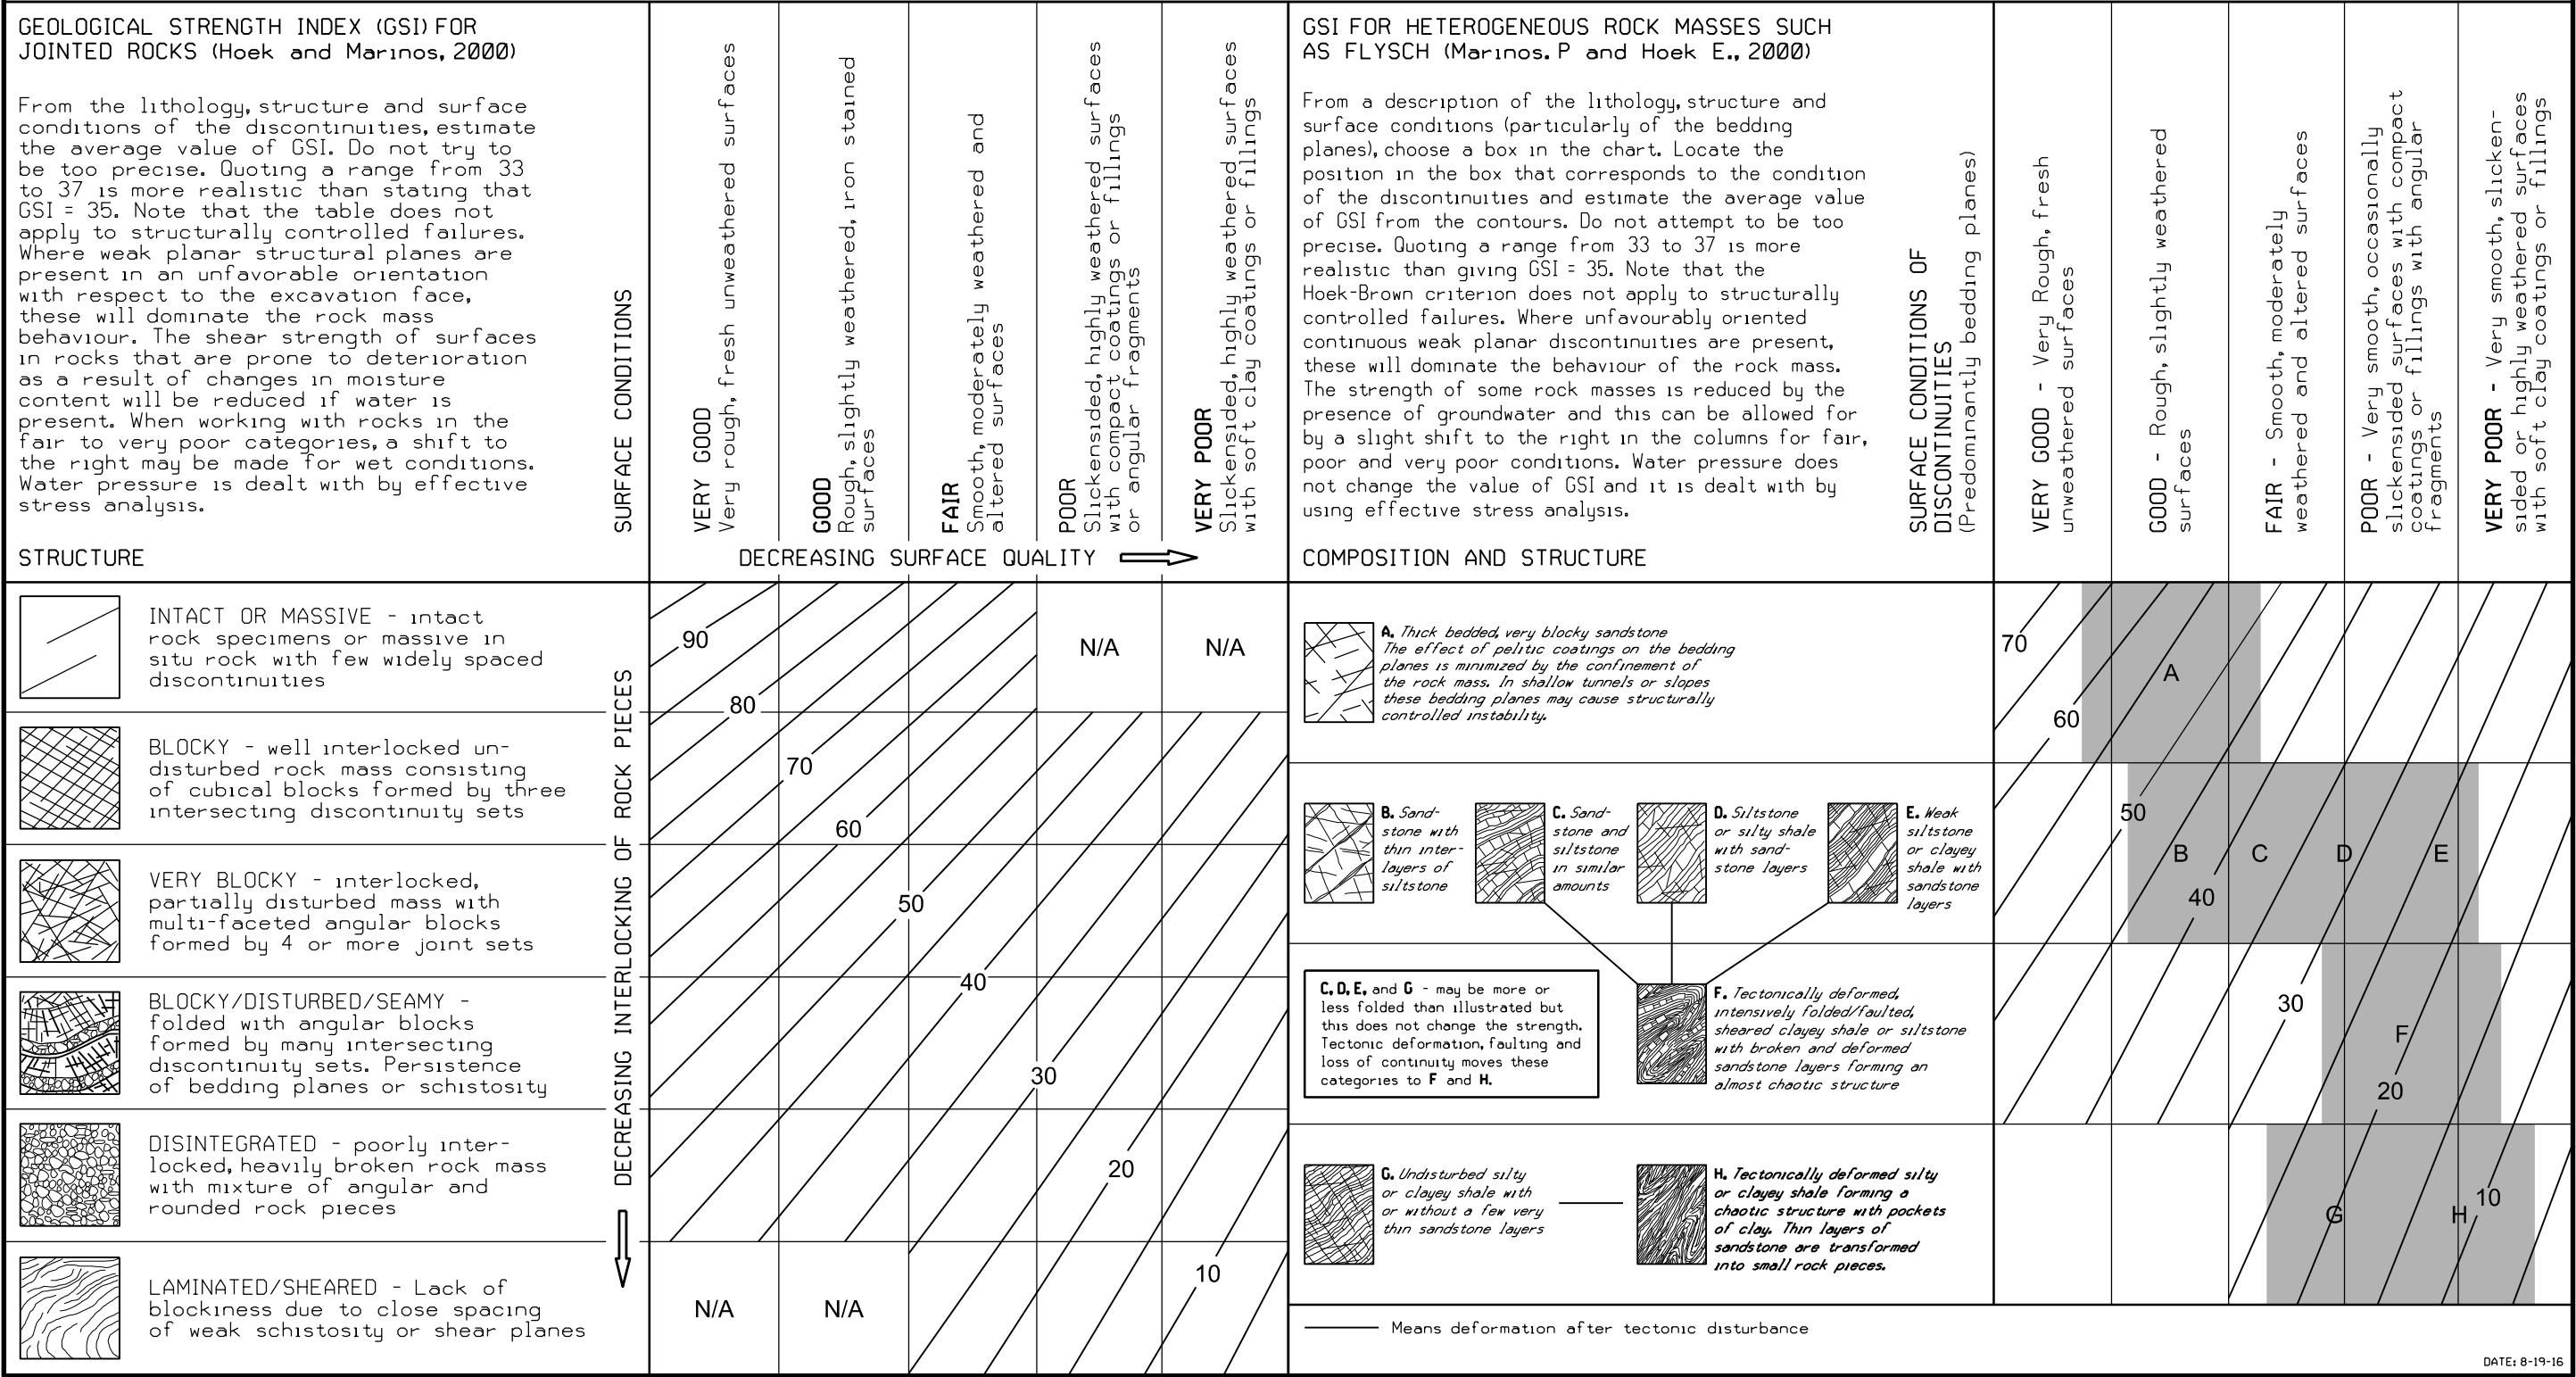 GEOLOGICAL STRENGTH INDEX (GSI) FOR
JOINTED ROCKS (Hoek and Marinos, 2000)
From the lithology, structure and surface
conditions of the discontinuities, estimate
the average value of GSI. Do not try to
be too precise. Quoting a range from 33
to 37 is more realistic than stating that
GSI = 35. Note that the table does not
apply to structurally controlled failures.
Where weak planar structural planes are
present in an unfavorable orientation
with respect to the excavation face,
these will dominate the rock mass
behaviour. The shear strength of surfaces
in rocks that are prone to deterioration
as a result of changes in moisture
content will be reduced if water is
present. When working with rocks in the
fair to very poor categories, a shift to
the right may be made for wet conditions.
Water pressure is dealt with by effective
stress analysis.
STRUCTURE
SURFACE CONDITIONS
VERY GOOD
Very rough, fresh unweathered surfaces
GOOD
Rough, slightly weathered, iron stained
surfaces
FAIR
Smooth, moderately weathered and
altered surfaces
POOR
Slickensided, highly weathered surfaces
with compact coatings or fillings
or angular fragments
VERY POOR
Slickensided, highly weathered surfaces
with soft clay coatings or fillings
DECREASING SURFACE QUALITY
DECREASING INTERLOCKING OF ROCK PIECES
INTACT OR MASSIVE - intact
rock specimens or massive in
situ rock with few widely spaced
discontinuities
BLOCKY - well interlocked un-
disturbed rock mass consisting
of cubical blocks formed by three
intersecting discontinuity sets
VERY BLOCKY - interlocked,
partially disturbed mass with
multi-faceted angular blocks
formed by 4 or more joint sets
BLOCKY/DISTURBED/SEAMY -
folded with angular blocks
formed by many intersecting
discontinuity sets. Persistence
of bedding planes or schistosity
DISINTEGRATED - poorly inter-
locked, heavily broken rock mass
with mixture of angular and
rounded rock pieces
LAMINATED/SHEARED - Lack of
blockiness due to close spacing
of weak schistosity or shear planes
90
N/A
N/A
80
70
60
50
40
30
20
10
N/A
N/A
GSI FOR HETEROGENEOUS ROCK MASSES SUCH
AS FLYSCH (Marinos. P and Hoek E., 2000)
From a description of the lithology, structure and
surface conditions (particularly of the bedding
planes), choose a box in the chart. Locate the
position in the box that corresponds to the condition
of the discontinuities and estimate the average value
of GSI from the contours. Do not attempt to be too
precise. Quoting a range from 33 to 37 is more
realistic than giving GSI = 35. Note that the
Hoek-Brown criterion does not apply to structurally
controlled failures. Where unfavourably oriented
continuous weak planar discontinuities are present,
these will dominate the behaviour of the rock mass.
The strength of some rock masses is reduced by the
presence of groundwater and this can be allowed for
by a slight shift to the right in the columns for fair,
poor and very poor conditions. Water pressure does
not change the value of GSI and it is dealt with by
using effective stress analysis.
COMPOSITION AND STRUCTURE
SURFACE CONDITIONS OF
DISCONTINUITIES
(Predominantly bedding planes)
VERY GOOD - Very Rough, fresh
unweathered surfaces
GOOD - Rough, slightly weathered
surfaces
FAIR - Smooth, moderately
weathered and altered surfaces
POOR - Very smooth, occasionally
slickensided surfaces with compact
coatings or fillings with angular
fragments
VERY POOR - Very smooth, slicken-
sided or highly weathered surfaces
with soft clay coatings or fillings
A. Thick bedded, very blocky sandstone
The effect of pelitic coatings on the bedding
planes is minimized by the confinement of
the rock mass. In shallow tunnels or slopes
these bedding planes may cause structurally
controlled instability.
B. Sand-
stone with
thin inter-
layers of
siltstone
C. Sand-
stone and
siltstone
in similar
amounts
D. Siltstone
or silty shale
with sand-
stone layers
E. Weak
siltstone
or clayey
shale with
sandstone
layers
C, D, E, and G - may be more or
less folded than illustrated but
this does not change the strength.
Tectonic deformation, faulting and
loss of continuity moves these
categories to F and H.
F. Tectonically deformed,
intensively folded/faulted,
sheared clayey shale or siltstone
with broken and deformed
sandstone layers forming an
almost chaotic structure
G. Undisturbed silty
or clayey shale with
or without a few very
thin sandstone layers
H. Tectonically deformed silty
or clayey shale forming a
chaotic structure with pockets
of clay. Thin layers of
sandstone are transformed
into small rock pieces.
70
A
60
50
B
C
D
E
40
30
F
20
G
H
10
Means deformation after tectonic disturbance
DATE: 8-19-16